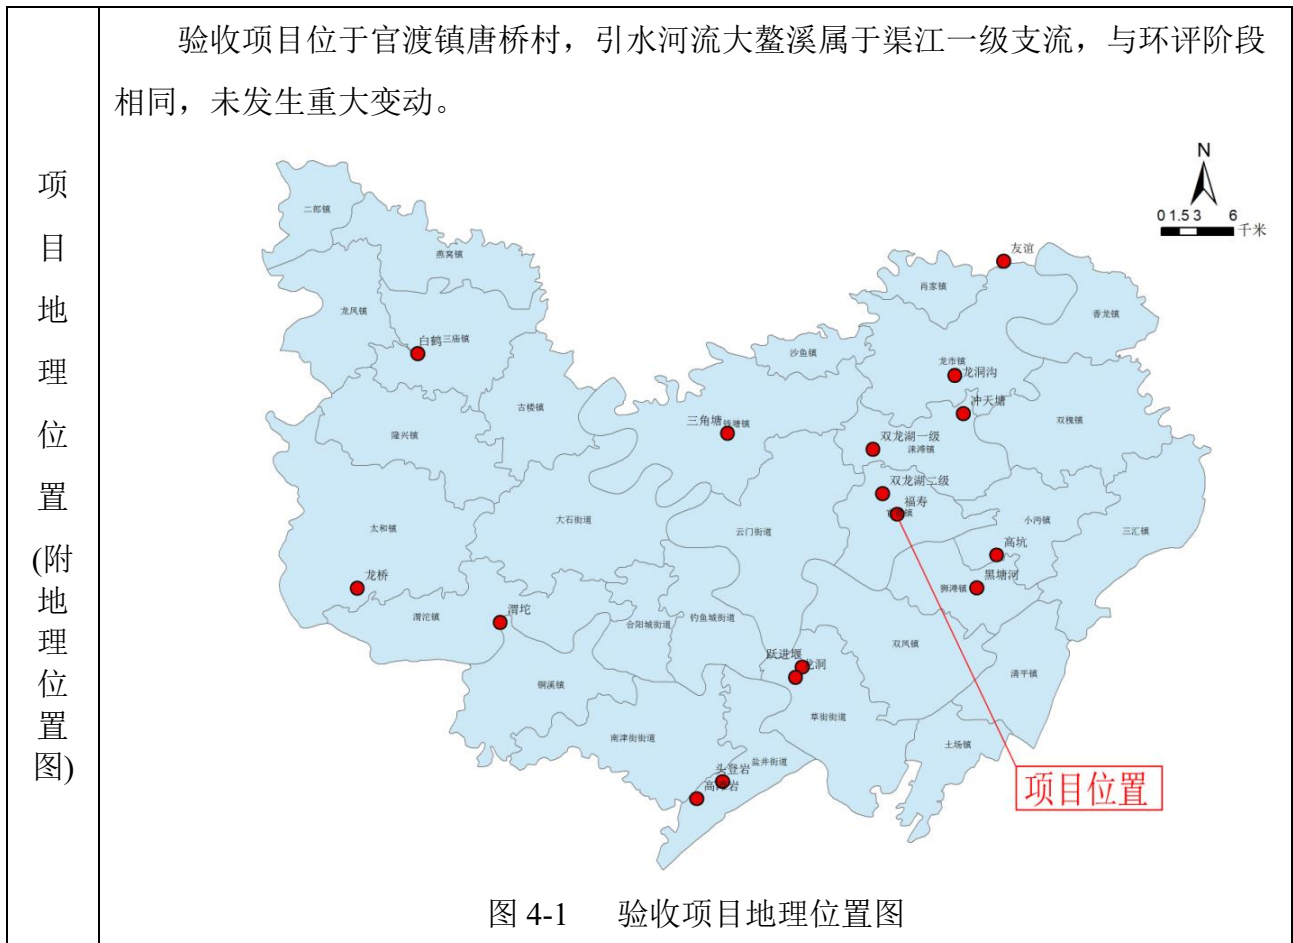 验收项目位于官渡镇唐桥村，引水河流大鳌溪属于渠江一级支流，与环评阶段
相同，未发生重大变动。
项
目
地
理
位
置
(附
地
理
位
置
图)
N
0 1.5 3 6
千米
二郎镇
燕窝镇
龙凤镇
白鹤
三庙镇
古楼镇
隆兴镇
太和镇
龙桥
渭沱镇
渭坨
大石街道
合阳城街道
钓鱼城街道
铜溪镇
南津街街道
三角塘
钱塘镇
沙鱼镇
云门街道
肖家镇
友谊
香龙镇
龙市镇
龙洞沟
冲天塘
双槐镇
双龙湖一级
涞滩镇
双龙湖二级
福寿
小沔镇
三汇镇
高坑
狮滩镇
黑塘河
双凤镇
清平镇
跃进堰
龙洞
草街街道
土场镇
盐井街道
头登岩
项目位置
图 4-1 验收项目地理位置图